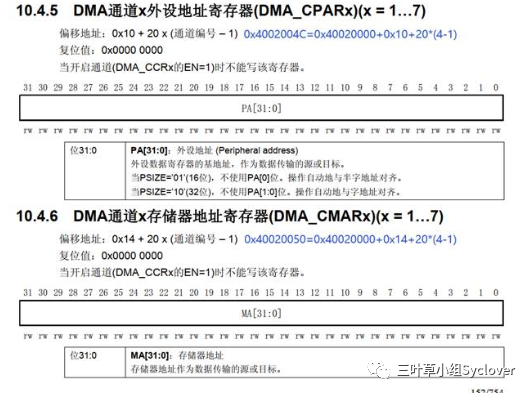 10.4.5 DMA通道x外设地址寄存器(DMA_CPARx)(x = 1…7)
偏移地址：0x10 + 20 x (通道编号 – 1) 0x4002004C=0x40020000+0x10+20*(4-1)
复位值：0x0000 0000
当开启通道(DMA_CCRx的EN=1)时不能写该寄存器。
31 30 29 28 27 26 25 24 23 22 21 20 19 18 17 16 15 14 13 12 11 10 9 8 7 6 5 4 3 2 1 0
PA[31:0]
rw rw rw rw rw rw rw rw rw rw rw rw rw rw rw rw rw rw rw rw rw rw rw rw rw rw rw rw rw rw rw rw
位31:0 PA[31:0]：外设地址 (Peripheral address)
外设数据寄存器的基地址，作为数据传输的源或目标。
当PSIZE='01'(16位)，不使用PA[0]位。操作自动地与半字地址对齐。
当PSIZE='10'(32位)，不使用PA[1:0]位。操作自动地与字地址对齐。
10.4.6 DMA通道x存储器地址寄存器(DMA_CMARx)(x = 1…7)
偏移地址：0x14 + 20 x (通道编号 – 1) 0x40020050=0x40020000+0x14+20*(4-1)
复位值：0x0000 0000
当开启通道(DMA_CCRx的EN=1)时不能写该寄存器。
31 30 29 28 27 26 25 24 23 22 21 20 19 18 17 16 15 14 13 12 11 10 9 8 7 6 5 4 3 2 1 0
MA[31:0]
rw rw rw rw rw rw rw rw rw rw rw rw rw rw rw rw rw rw rw rw rw rw rw rw rw rw rw rw rw rw rw rw
位31:0 MA[31:0]：存储器地址
存储器地址作为数据传输的源或目标。
三叶草小组Syclover